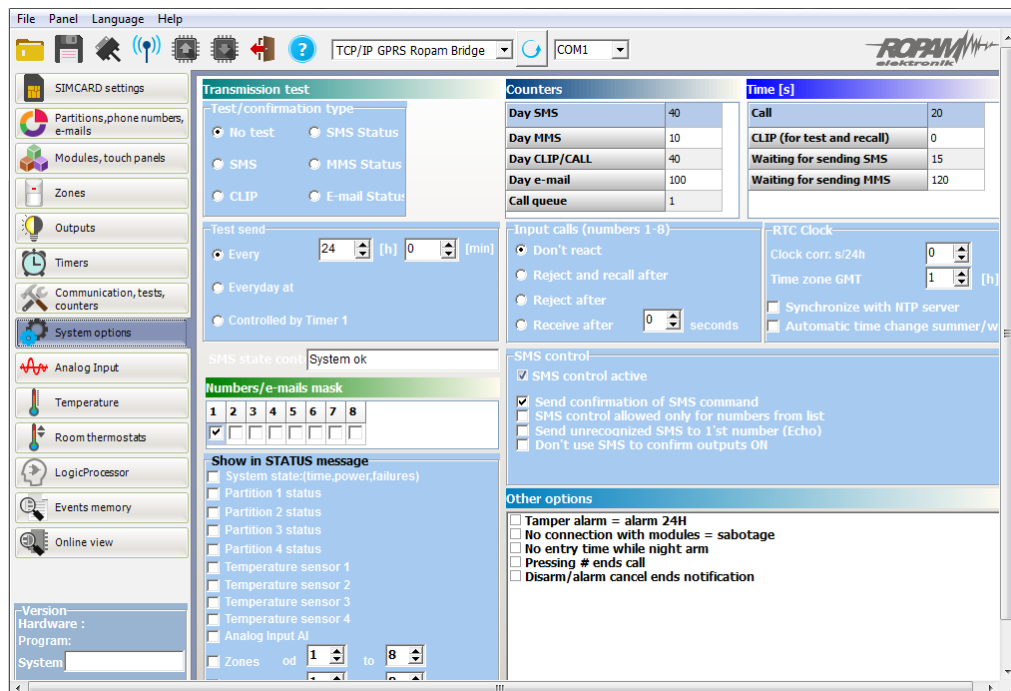 File Panel Language Help
TCP/IP GPRS Ropam Bridge
COM1
ROPAM
elektronik
SIMCARD settings
Partitions,phone numbers,
e-mails
Modules, touch panels
Zones
Outputs
Timers
Communication, tests,
counters
System options
Analog Input
Temperature
Room thermostats
LogicProcessor
Events memory
Online view
Version
Hardware :
Program:
System
Transmission test
Test/confirmation type
No test SMS Status
SMS MMS Status
CLIP E-mail Status
Test send
Every 24 [h] 0 [min]
Everyday at
Controlled by Timer 1
SMS state cont System ok
Numbers/e-mails mask
1 2 3 4 5 6 7 8
Show in STATUS message
System state:(time,power,failures)
Partition 1 status
Partition 2 status
Partition 3 status
Partition 4 status
Temperature sensor 1
Temperature sensor 2
Temperature sensor 3
Temperature sensor 4
Analog Input AI
Zones od 1 to 8
Counters
Day SMS 40
Day MMS 10
Day CLIP/CALL 40
Day e-mail 100
Call queue 1
Time [s]
Call 20
CLIP (for test and recall) 0
Waiting for sending SMS 15
Waiting for sending MMS 120
Input calls (numbers 1-8)
Don't react
Reject and recall after
Reject after
Receive after 0 seconds
RTC Clock
Clock corr. s/24h 0
Time zone GMT 1 [h]
Synchronize with NTP server
Automatic time change summer/w
SMS control
SMS control active
Send confirmation of SMS command
SMS control allowed only for numbers from list
Send unrecognized SMS to 1'st number (Echo)
Don't use SMS to confirm outputs ON
Other options
Tamper alarm = alarm 24H
No connection with modules = sabotage
No entry time while night arm
Pressing # ends call
Disarm/alarm cancel ends notification